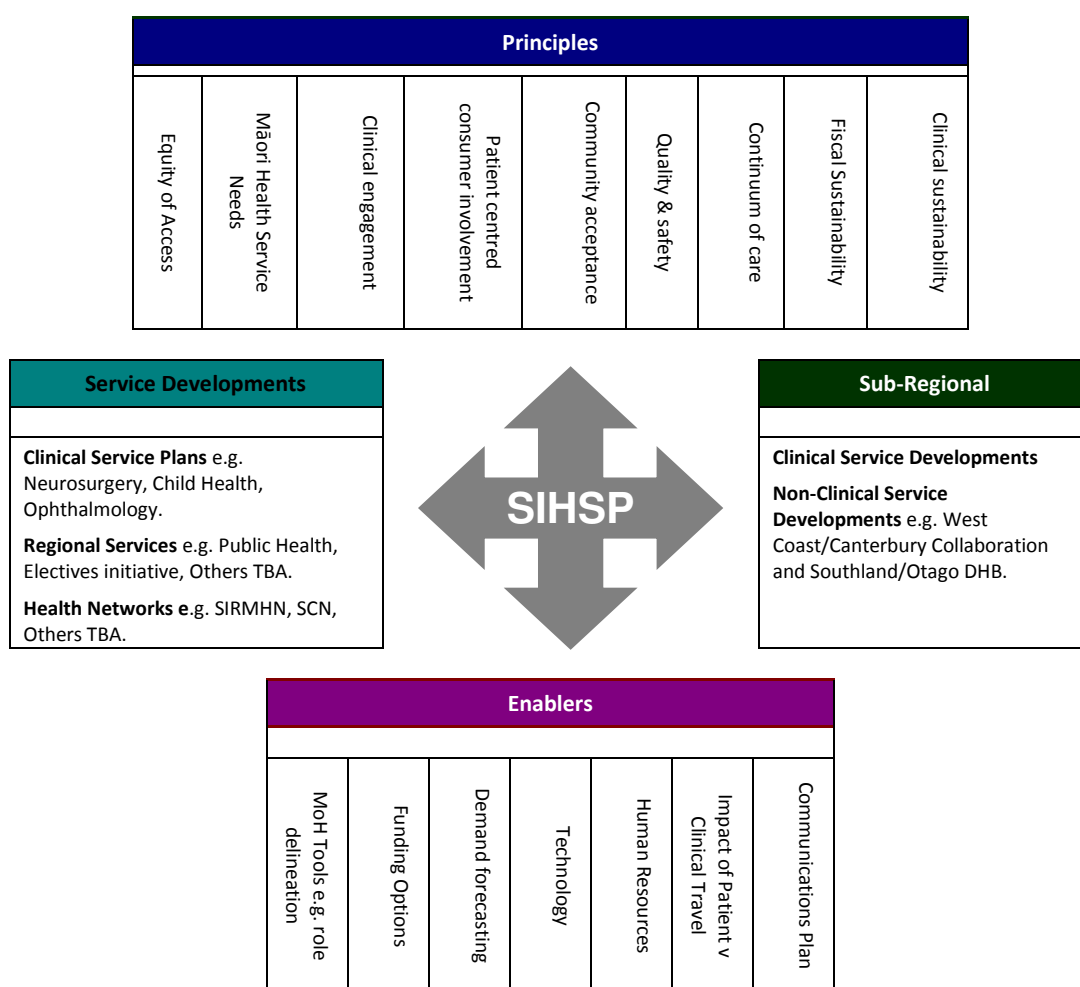 Principles
Equity of Access
Māori Health Service
Needs
Clinical engagement
Patient centred
consumer involvement
Community acceptance
Quality & safety
Continuum of care
Fiscal Sustainability
Clinical sustainability
Service Developments
Clinical Service Plans e.g.
Neurosurgery, Child Health,
Ophthalmology.
Regional Services e.g. Public Health,
Electives initiative, Others TBA.
Health Networks e.g. SIRMHN, SCN,
Others TBA.
SIHSP
Sub-Regional
Clinical Service Developments
Non-Clinical Service
Developments e.g. West
Coast/Canterbury Collaboration
and Southland/Otago DHB.
Enablers
MoH Tools e.g. role
delineation
Funding Options
Demand forecasting
Technology
Human Resources
Impact of Patient v
Clinical Travel
Communications Plan